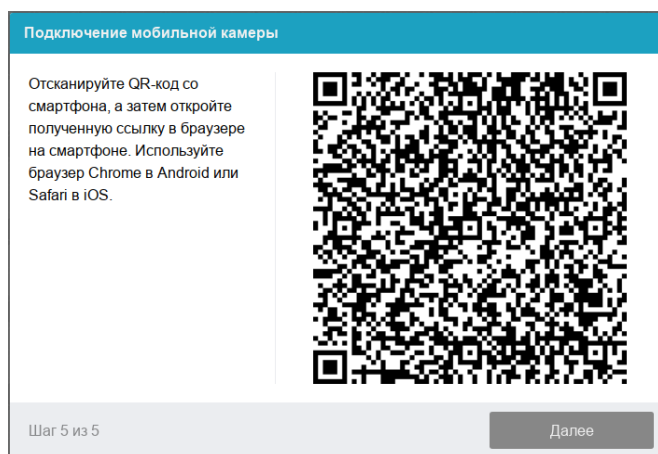 Подключение мобильной камеры
Отсканируйте QR-код со
смартфона, а затем откройте
полученную ссылку в браузере
на смартфоне. Используйте
браузер Chrome в Android или
Safari в iOS.
Шаг 5 из 5
Далее